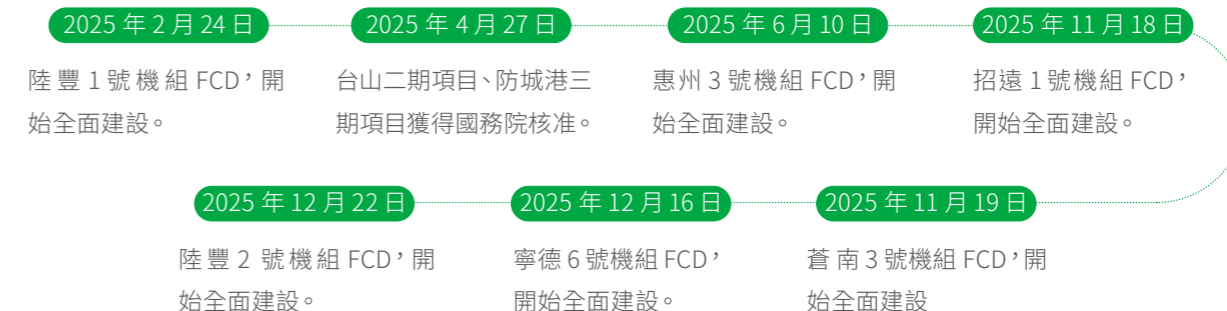 2025 年 2 月 24 日
陸豐 1 號機組 FCD，開
始全面建設。
2025 年 4 月 27 日
台山二期項目、防城港三
期項目獲得國務院核准。
2025 年 6 月 10 日
惠州 3 號機組 FCD，開
始全面建設。
2025 年 11 月 18 日
招遠 1 號機組 FCD，
開始全面建設。
2025 年 11 月 19 日
蒼南 3 號機組 FCD，開
始全面建設
2025 年 12 月 16 日
寧德 6 號機組 FCD，
開始全面建設。
2025 年 12 月 22 日
陸豐 2 號機組 FCD，開
始全面建設。